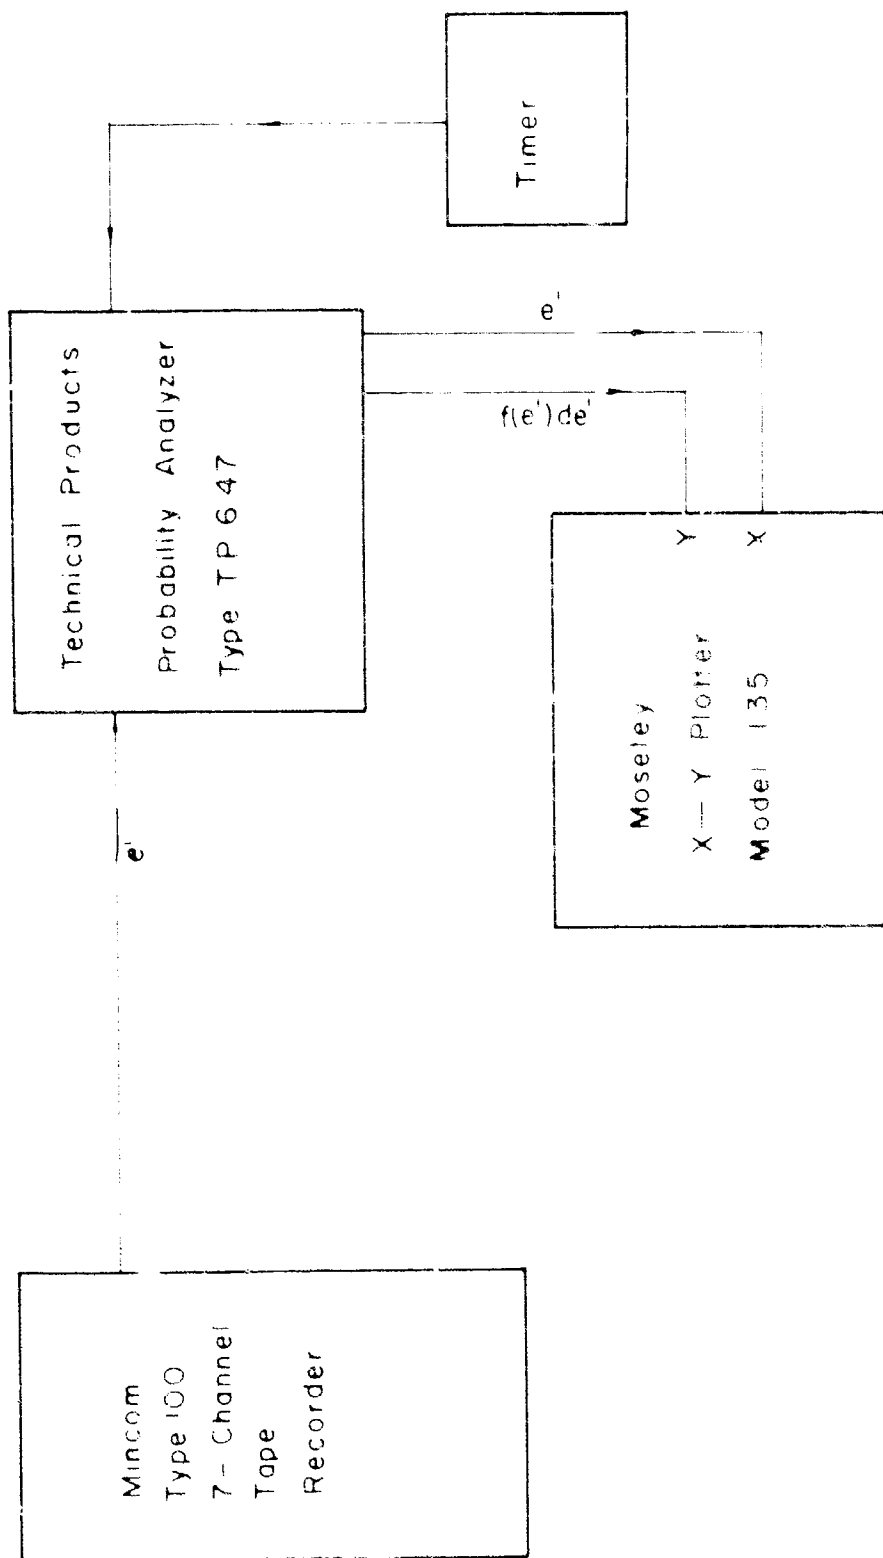 Mincom
Type 100
7-Channel
Tape
Recorder
e'
Technical Products
Probability Analyzer
Type TP 647
Timer
f(e')de'
e'
Y
X
Moseley
X-Y Plotter
Model 135